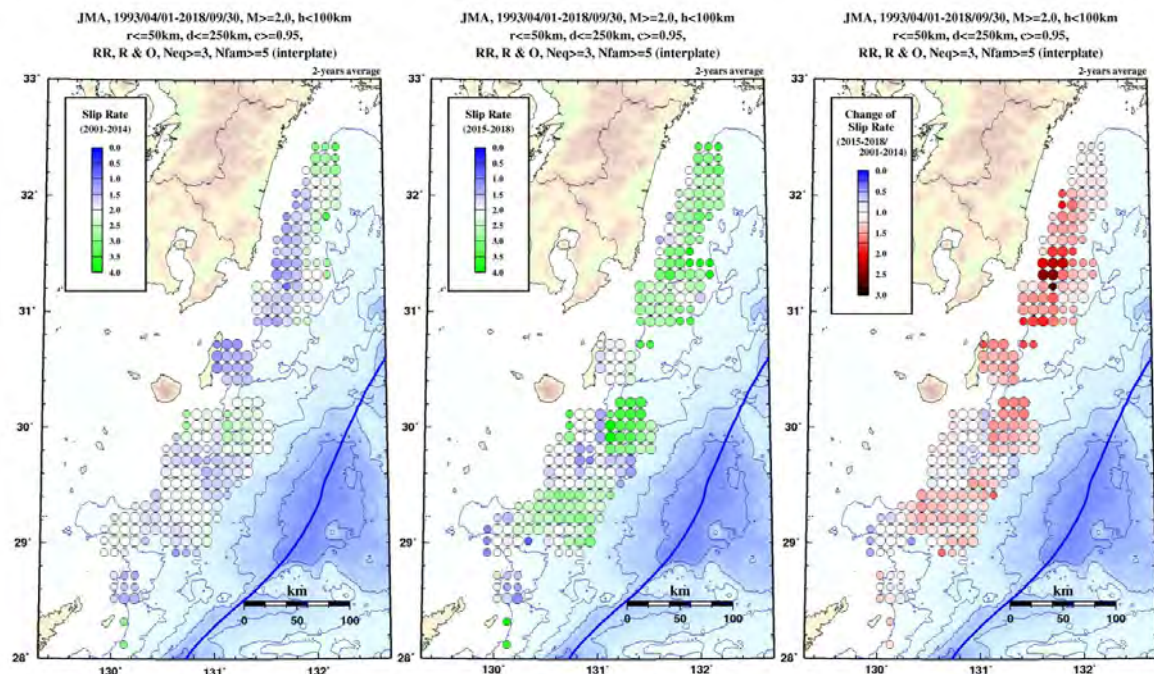 JMA, 1993/04/01-2018/09/30, M>=2.0, h<100km
r<=50km, d<=250km, c>=0.95,
RR, R & O, Neq>=3, Nfam>=5 (interplate)
2-years average
33˚
32˚
31˚
30˚
29˚
28˚
Slip Rate
(2001-2014)
0.0
0.5
1.0
1.5
2.0
2.5
3.0
3.5
4.0
km
0 50 100
130˚ 131˚ 132˚
JMA, 1993/04/01-2018/09/30, M>=2.0, h<100km
r<=50km, d<=250km, c>=0.95,
RR, R & O, Neq>=3, Nfam>=5 (interplate)
2-years average
33˚
32˚
31˚
30˚
29˚
28˚
Slip Rate
(2015-2018)
0.0
0.5
1.0
1.5
2.0
2.5
3.0
3.5
4.0
km
0 50 100
130˚ 131˚ 132˚
JMA, 1993/04/01-2018/09/30, M>=2.0, h<100km
r<=50km, d<=250km, c>=0.95,
RR, R & O, Neq>=3, Nfam>=5 (interplate)
2-years average
33˚
32˚
31˚
30˚
29˚
28˚
Change of
Slip Rate
(2015-2018/
2001-2014)
0.0
0.5
1.0
1.5
2.0
2.5
3.0
km
0 50 100
130˚ 131˚ 132˚